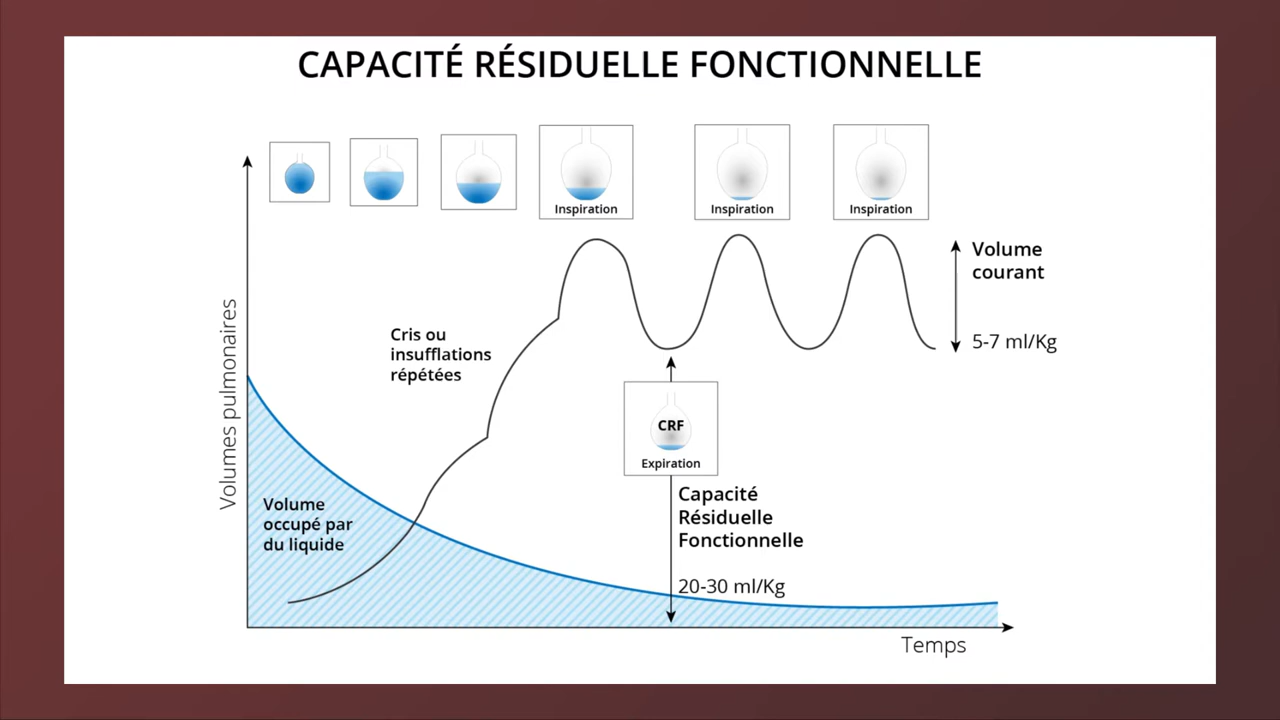 CAPACITÉ RÉSIDUELLE FONCTIONNELLE
Inspiration
Inspiration
Inspiration
Volume
courant
5-7 ml/Kg
Cris ou
insufflations
répétées
Volumes pulmonaires
CRF
Expiration
Capacité
Résiduelle
Fonctionnelle
20-30 ml/Kg
Volume
occupé par
du liquide
Temps